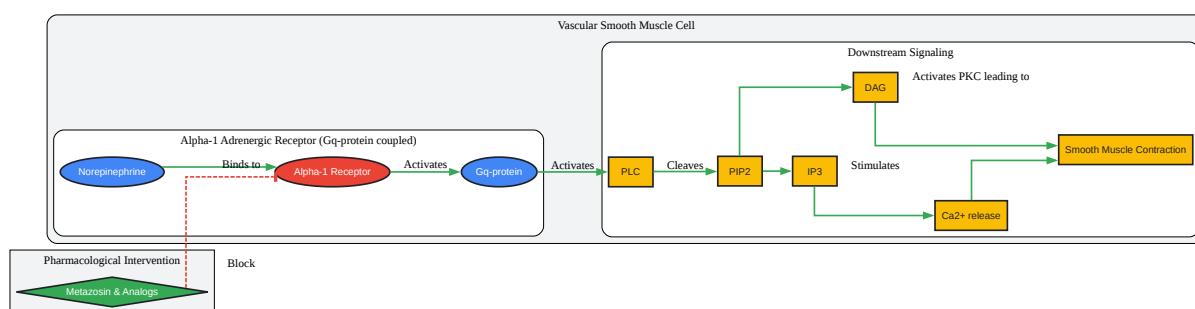 Vascular Smooth Muscle Cell
Downstream Signaling
DAG
Activates PKC leading to
Alpha-1 Adrenergic Receptor (Gq-protein coupled)
Smooth Muscle Contraction
Norepinephrine
Binds to
Alpha-1 Receptor
Activates
Gq-protein
Activates
PLC
Cleaves
PIP2
IP3
Stimulates
Ca2+ release
Pharmacological Intervention
Block
Metazosin & Analogs